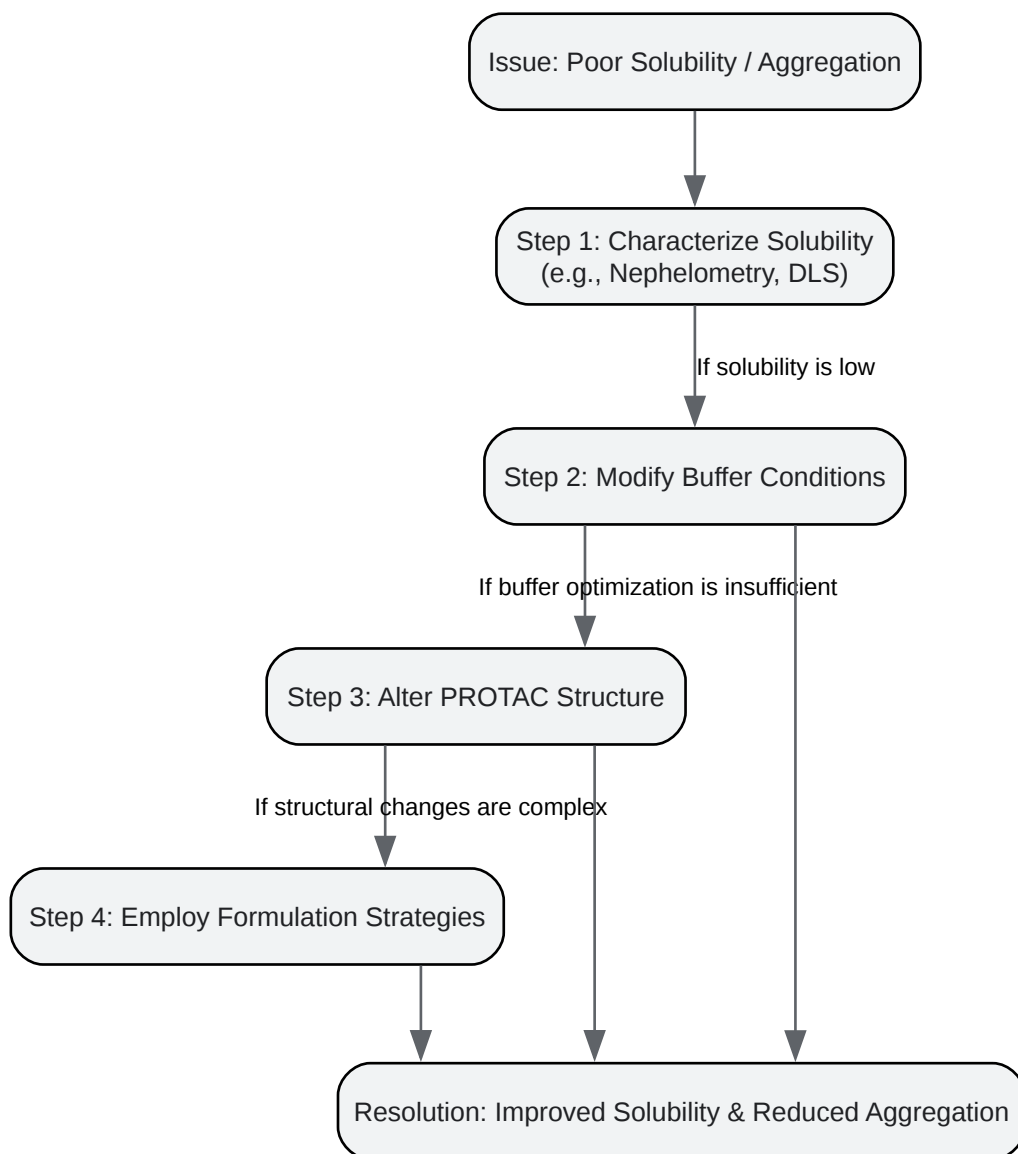 Issue: Poor Solubility / Aggregation
Step 1: Characterize Solubility
(e.g., Nephelometry, DLS)
If solubility is low
Step 2: Modify Buffer Conditions
If buffer optimization is insufficient
Step 3: Alter PROTAC Structure
If structural changes are complex
Step 4: Employ Formulation Strategies
Resolution: Improved Solubility & Reduced Aggregation